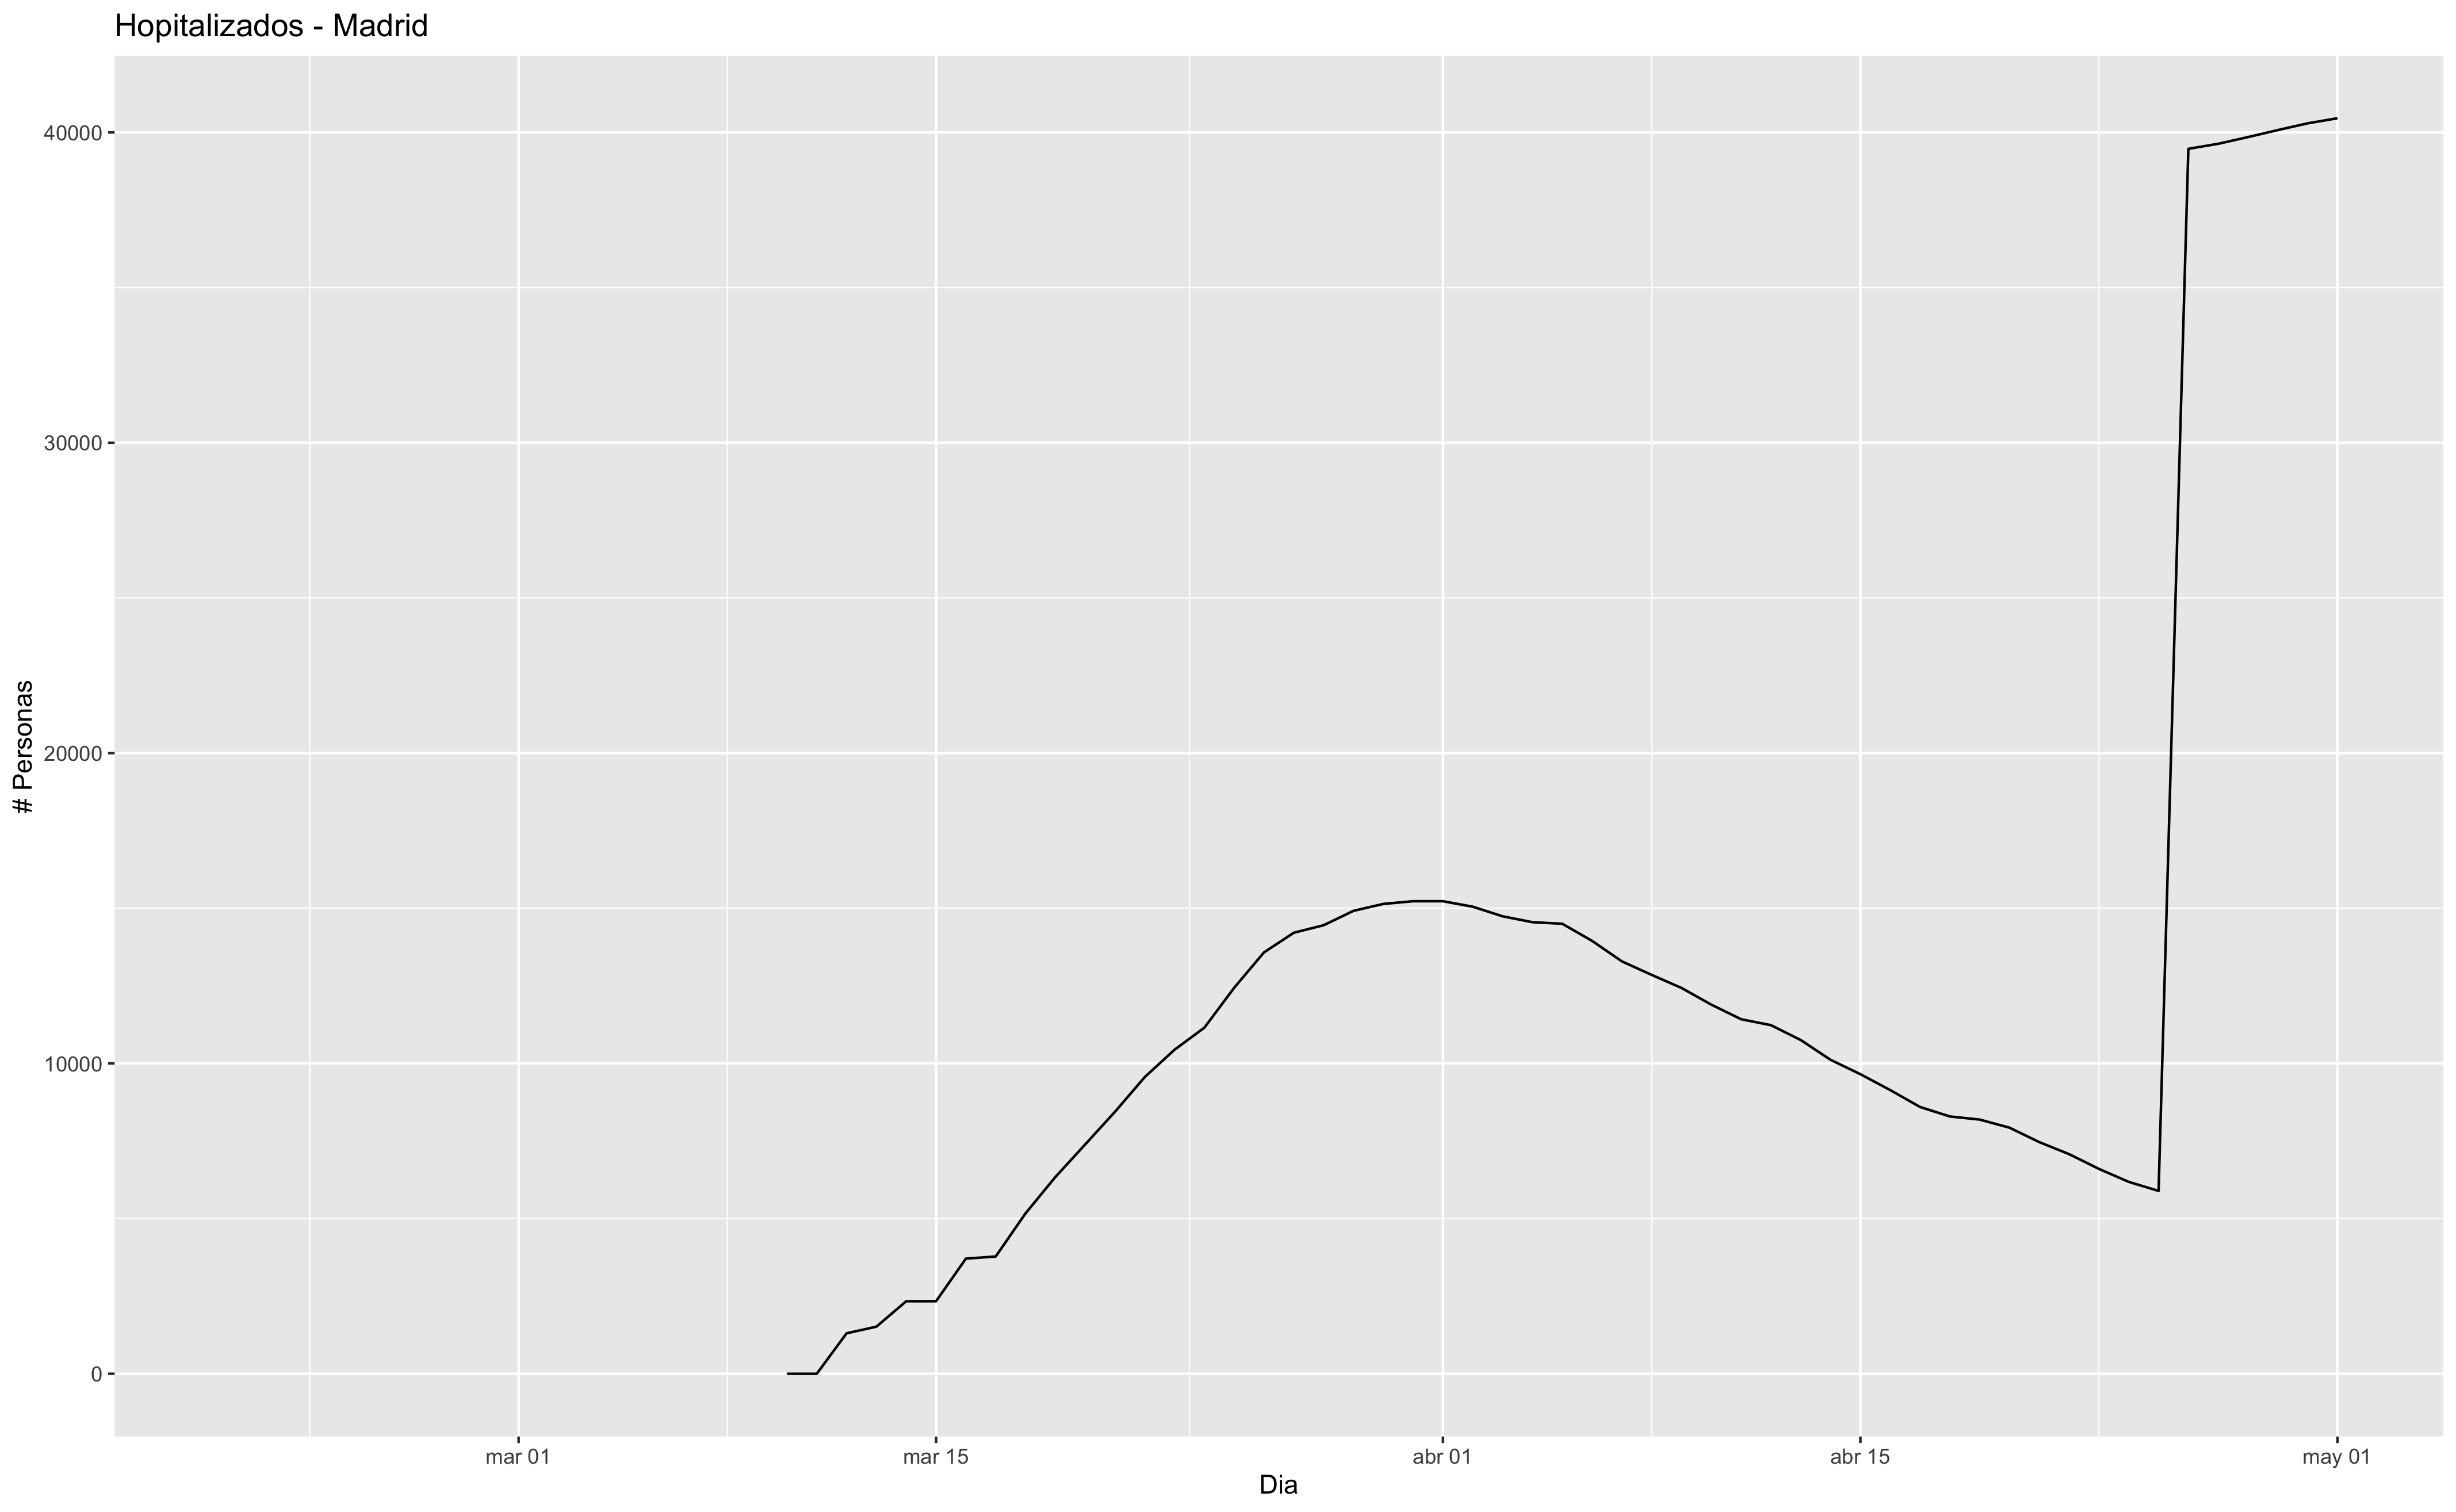 Hopitalizados - Madrid
# Personas
40000
30000
20000
10000
0
mar 01
mar 15
abr 01
abr 15
may 01
Dia